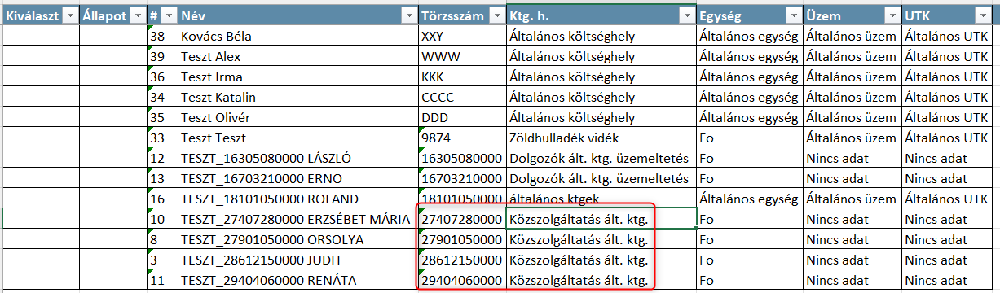 Kiválaszt Állapot # Név Törzsszám Ktg. h. Egység Üzem UTK
38 Kovács Béla XXY Általános költséghely Általános egység Általános üzem Általános UTK
39 Teszt Alex WWW Általános költséghely Általános egység Általános üzem Általános UTK
36 Teszt Irma KKK Általános költséghely Általános egység Általános üzem Általános UTK
34 Teszt Katalin CCCC Általános költséghely Általános egység Általános üzem Általános UTK
35 Teszt Olivér DDD Általános költséghely Általános egység Általános üzem Általános UTK
33 Teszt Teszt 9874 Zöldhulladék vidék Fo Általános üzem Általános UTK
12 TESZT_16305080000 LÁSZLÓ 16305080000 Dolgozók ált. ktg. üzemeltetés Fo Nincs adat Nincs adat
13 TESZT_16703210000 ERNO 16703210000 Dolgozók ált. ktg. üzemeltetés Fo Nincs adat Nincs adat
16 TESZT_18101050000 ROLAND 18101050000 általános ktgek Általános egység Általános üzem Általános UTK
10 TESZT_27407280000 ERZSÉBET MÁRIA 27407280000 Közszolgáltatás ált. ktg. Fo Nincs adat Nincs adat
8 TESZT_27901050000 ORSOLYA 27901050000 Közszolgáltatás ált. ktg. Fo Nincs adat Nincs adat
3 TESZT_28612150000 JUDIT 28612150000 Közszolgáltatás ált. ktg. Fo Nincs adat Nincs adat
11 TESZT_29404060000 RENÁTA 29404060000 Közszolgáltatás ált. ktg. Fo Nincs adat Nincs adat